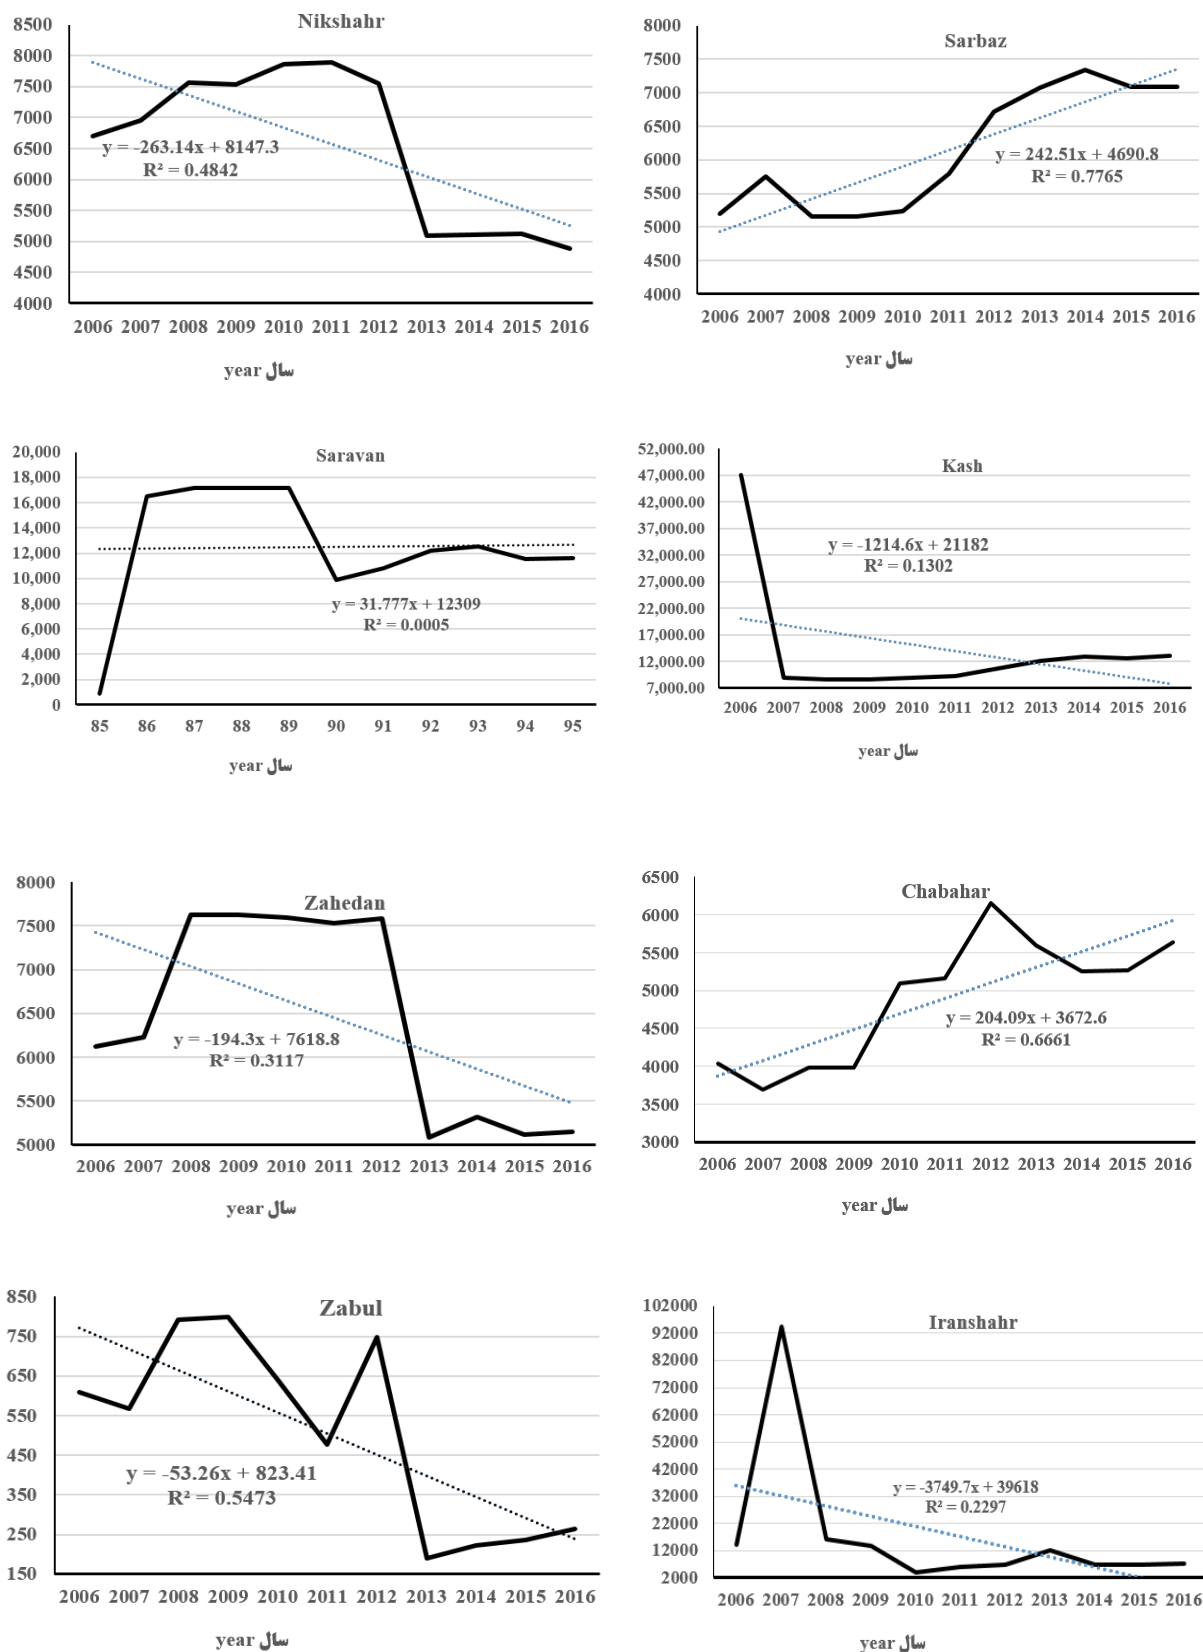 Nikshahr
8500
8000
7500
7000
6500
6000
5500
5000
4500
4000
y = -263.14x + 8147.3
R² = 0.4842
2006 2007 2008 2009 2010 2011 2012 2013 2014 2015 2016
year سال
Sarbaz
8000
7500
7000
6500
6000
5500
5000
4500
4000
y = 242.51x + 4690.8
R² = 0.7765
2006 2007 2008 2009 2010 2011 2012 2013 2014 2015 2016
year سال
Saravan
20,000
18,000
16,000
14,000
12,000
10,000
8,000
6,000
4,000
2,000
0
y = 31.777x + 12309
R² = 0.0005
85 86 87 88 89 90 91 92 93 94 95
year سال
Kash
52,000.00
47,000.00
42,000.00
37,000.00
32,000.00
27,000.00
22,000.00
17,000.00
12,000.00
7,000.00
y = -1214.6x + 21182
R² = 0.1302
2006 2007 2008 2009 2010 2011 2012 2013 2014 2015 2016
year سال
Zahedan
8000
7500
7000
6500
6000
5500
5000
y = -194.3x + 7618.8
R² = 0.3117
2006 2007 2008 2009 2010 2011 2012 2013 2014 2015 2016
year سال
Chabahar
6500
6000
5500
5000
4500
4000
3500
3000
y = 204.09x + 3672.6
R² = 0.6661
2006 2007 2008 2009 2010 2011 2012 2013 2014 2015 2016
year سال
Zabul
850
750
650
550
450
350
250
150
y = -53.26x + 823.41
R² = 0.5473
2006 2007 2008 2009 2010 2011 2012 2013 2014 2015 2016
year سال
Iranshahr
102000
92000
82000
72000
62000
52000
42000
32000
22000
12000
2000
y = -3749.7x + 39618
R² = 0.2297
2006 2007 2008 2009 2010 2011 2012 2013 2014 2015 2016
year سال